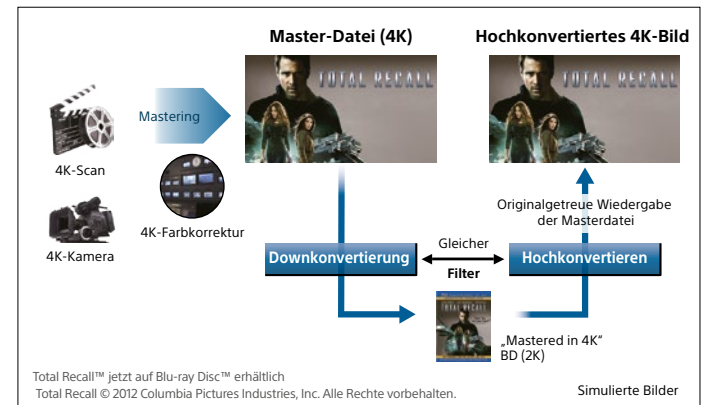 Master-Datei (4K)
Hochkonvertiertes 4K-Bild
TOTAL RECALL
TOTAL RECALL
Mastering
4K-Scan
4K-Kamera
4K-Farbkorrektur
Originalgetreue Wiedergabe
der Masterdatei
Downkonvertierung
Gleicher
Filter
Hochkonvertieren
TOTAL RECALL
„Mastered in 4K“
BD (2K)
Total Recall™ jetzt auf Blu-ray Disc™ erhältlich
Total Recall © 2012 Columbia Pictures Industries, Inc. Alle Rechte vorbehalten.
Simulierte Bilder